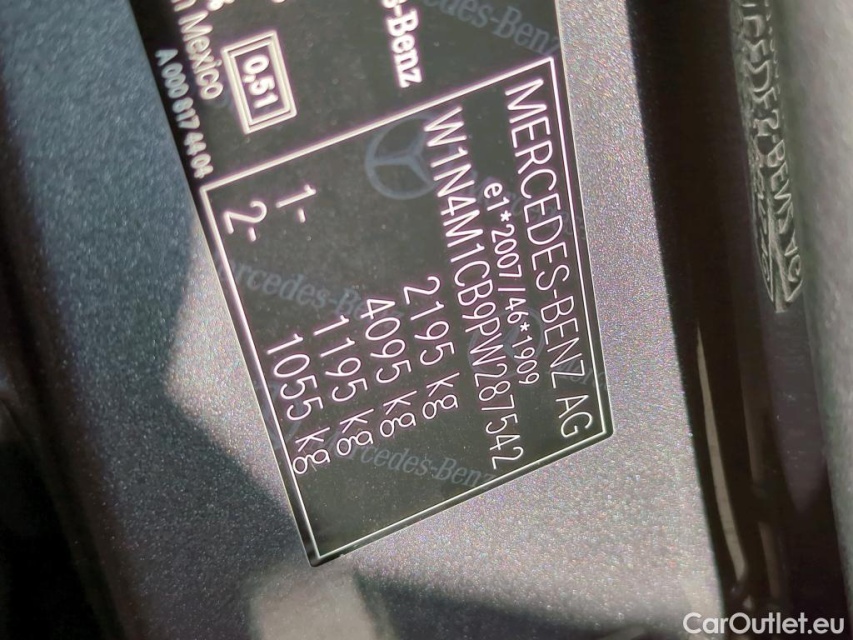 s-Benz
n Mexico
0,51
A 000 817 44 04
MERCEDES-BENZ AG
e1*2007/46*1909
W1N4M1CB9PW287542
2195 kg
4095 kg
1- 1195 kg
2- 1055 kg
CarOutlet.eu